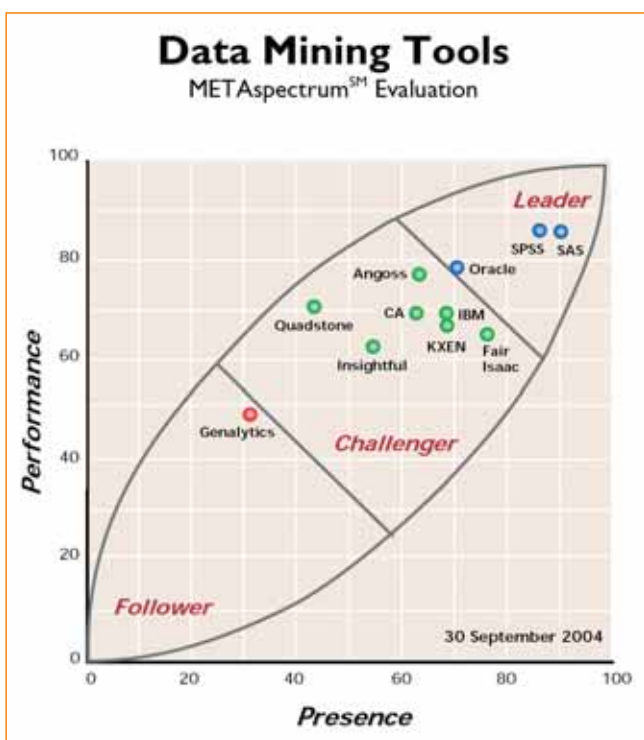 Data Mining Tools
METAspectrum℠ Evaluation
100
80
60
40
20
0
Performance
Leader
SPSS SAS
Angoss Oracle
CA IBM
Quadstone KXEN Fair
Isaac
Insightful
Genalytics
Challenger
Follower
30 September 2004
0 20 40 60 80 100
Presence